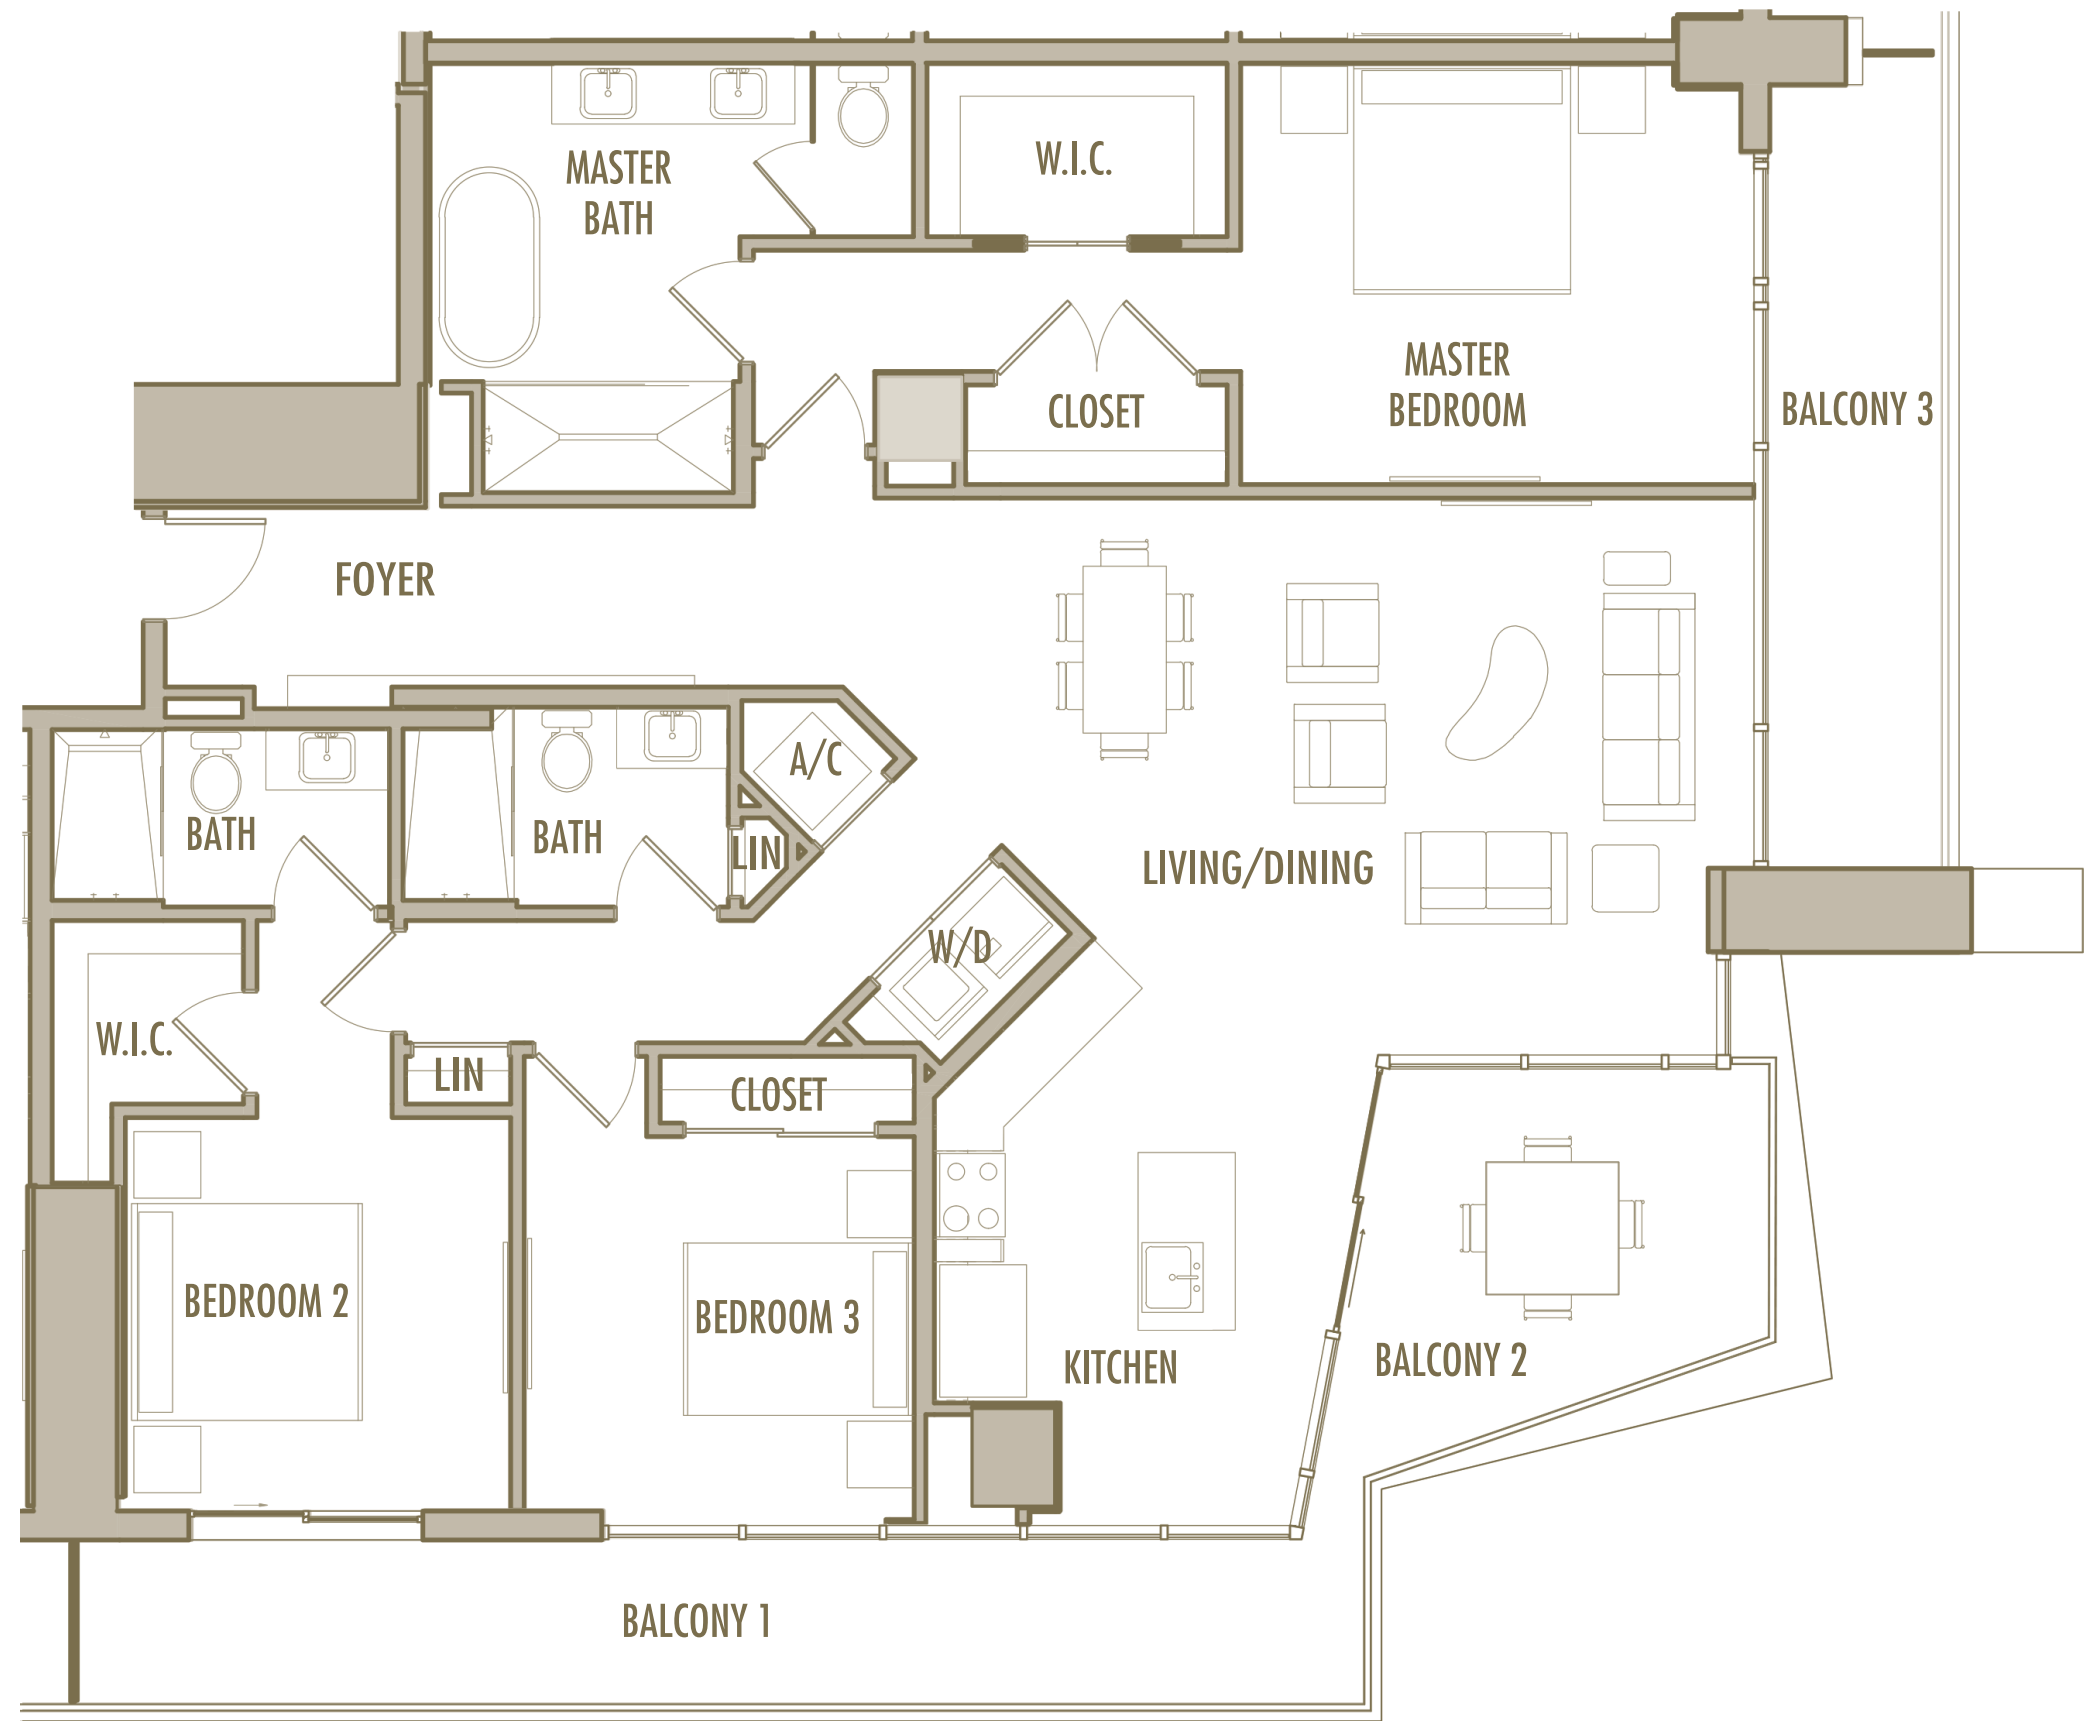 MASTER
BATH
W.I.C.
MASTER
BEDROOM
CLOSET
BALCONY 3
FOYER
A/C
BATH
BATH
LIN
LIVING/DINING
W/D
W.I.C.
LIN
CLOSET
BEDROOM 2
BEDROOM 3
KITCHEN
BALCONY 2
BALCONY 1